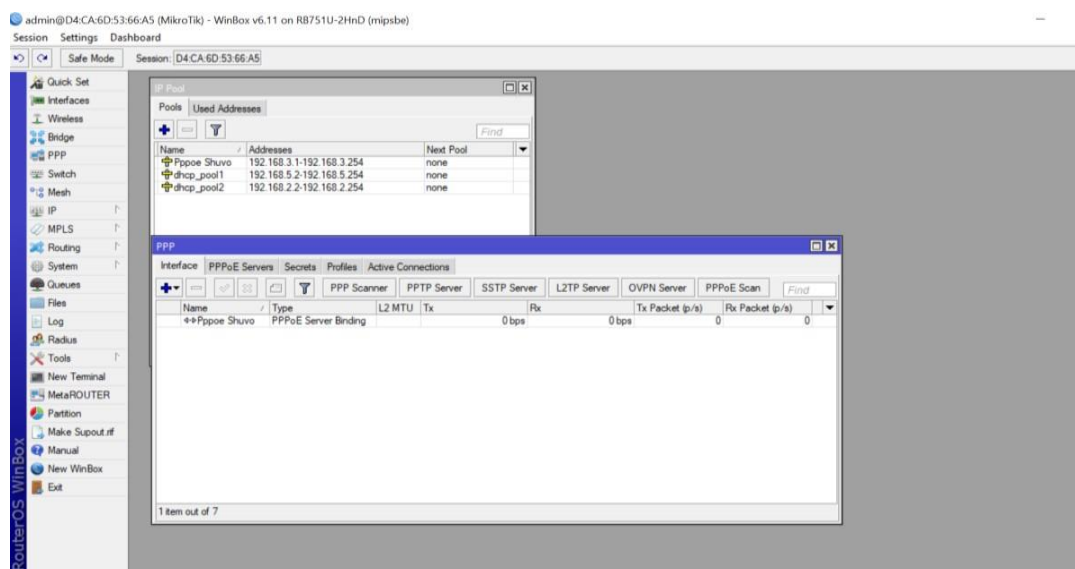 admin@D4:CA:6D:53:66:A5 (MikroTik) - WinBox v6.11 on RB751U-2HnD (mipsbe)
Session Settings Dashboard
Safe Mode Session: D4:CA:6D:53:66:A5
Quick Set
Interfaces
Wireless
Bridge
PPP
Switch
Mesh
IP
MPLS
Routing
System
Queues
Files
Log
Radius
Tools
New Terminal
MetaROUTER
Partition
Make Supout.rif
Manual
New WinBox
Exit
RouterOS WinBox
IP Pool
Pools Used Addresses
Find
Name Addresses Next Pool
Pppoe Shuvo 192.168.3.1-192.168.3.254 none
dhcp_pool1 192.168.5.2-192.168.5.254 none
dhcp_pool2 192.168.2.2-192.168.2.254 none
PPP
Interface PPPoE Servers Secrets Profiles Active Connections
PPP Scanner PPTP Server SSTP Server L2TP Server OVPN Server PPPoE Scan Find
Name Type L2 MTU Tx Rx Tx Packet (p/s) Rx Packet (p/s)
Pppoe Shuvo PPPoE Server Binding 0 bps 0 bps 0 0
1 item out of 7